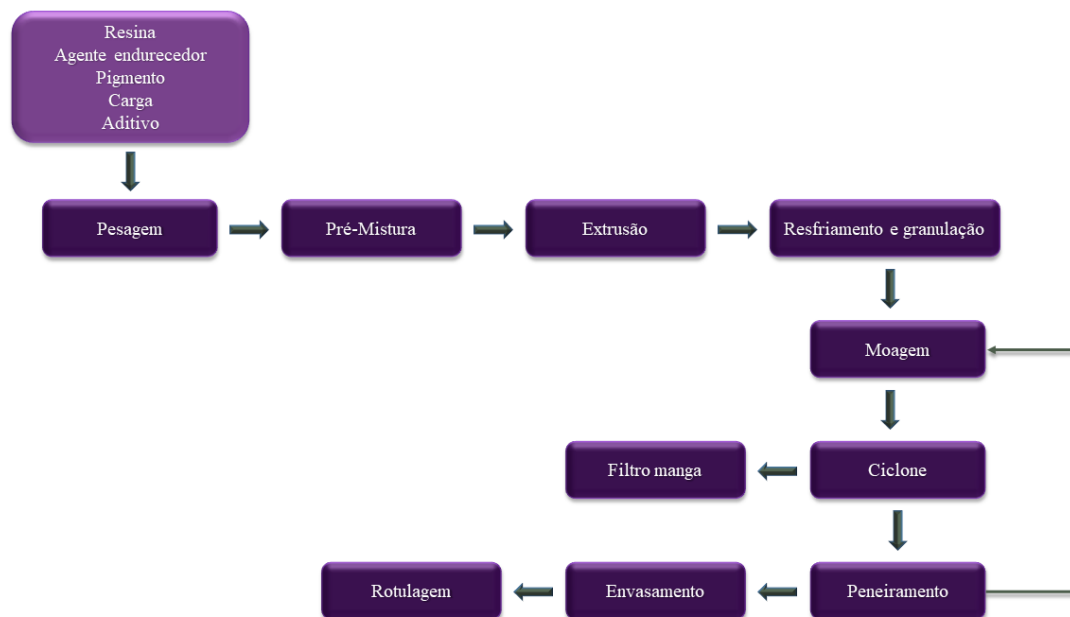 Resina
Agente endurecedor
Pigmento
Carga
Aditivo
Pesagem
Pré-Mistura
Extrusão
Resfriamento e granulação
Moagem
Filtro manga
Ciclone
Rotulagem
Envasamento
Peneiramento